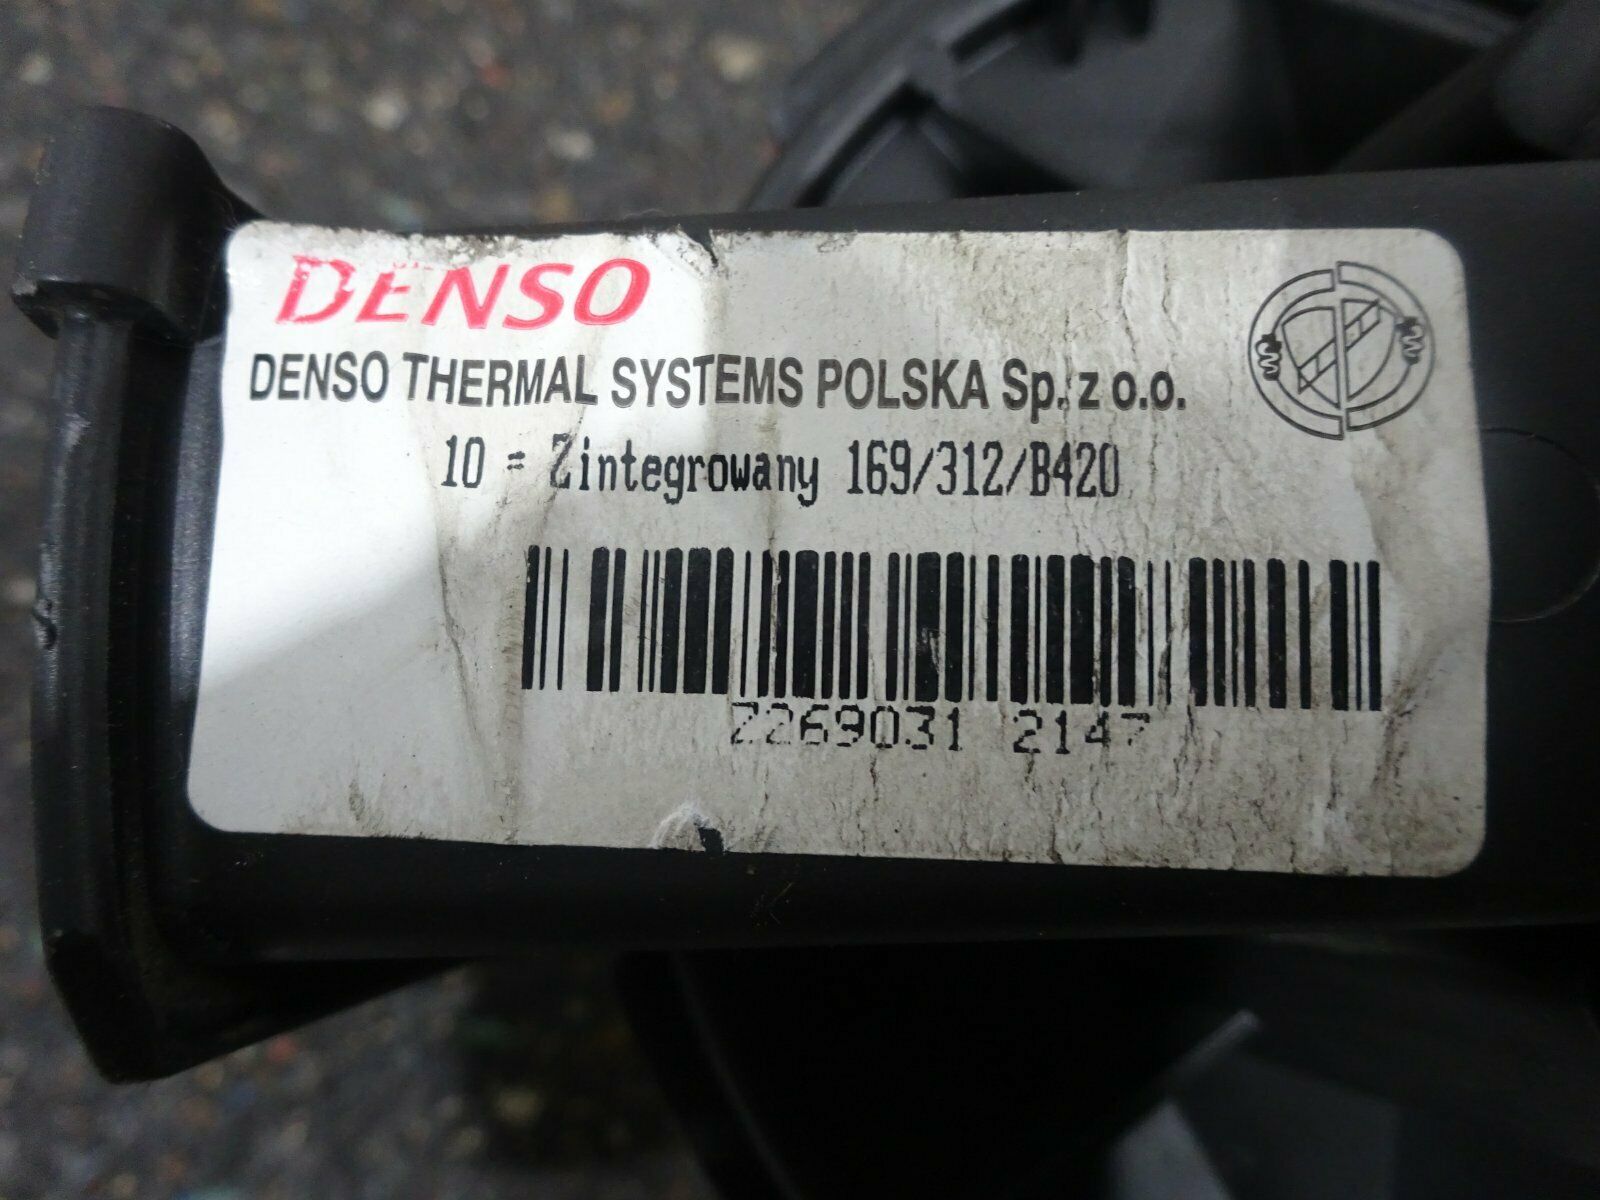 DENSO
DENSO THERMAL SYSTEMS POLSKA Sp. z o.o.
10 = Zintegrowany 169/312/B420
Z269031 2147